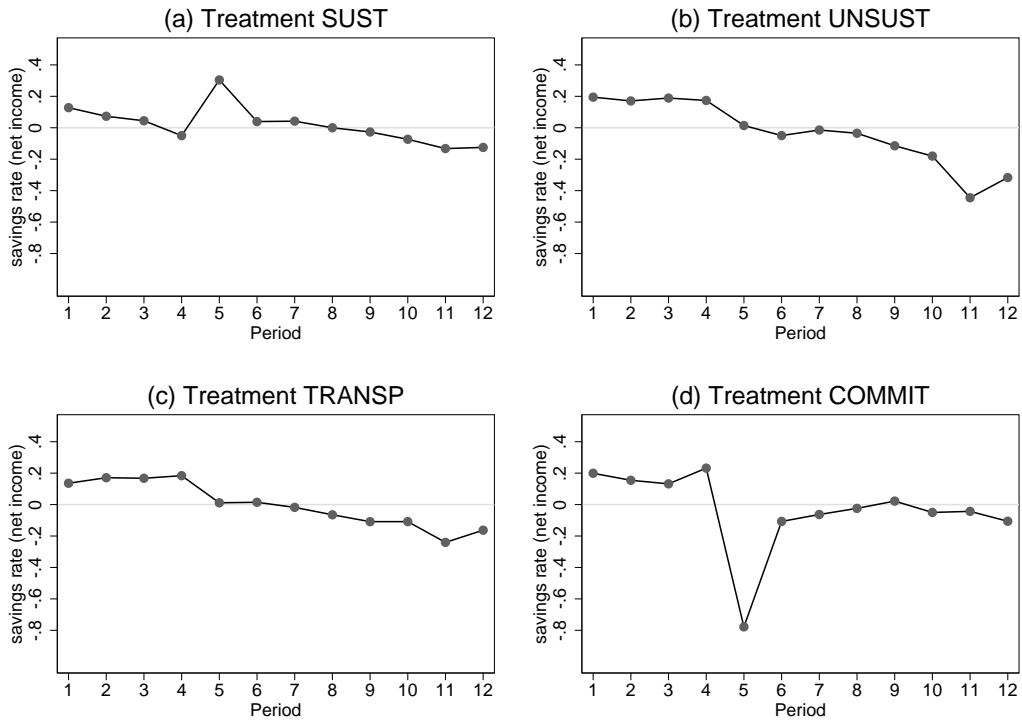 (a) Treatment SUST
savings rate (net income)
.4
.2
0
-.2
-.4
-.6
-.8
1 2 3 4 5 6 7 8 9 10 11 12
Period
(b) Treatment UNSUST
savings rate (net income)
.4
.2
0
-.2
-.4
-.6
-.8
1 2 3 4 5 6 7 8 9 10 11 12
Period
(c) Treatment TRANSP
savings rate (net income)
.4
.2
0
-.2
-.4
-.6
-.8
1 2 3 4 5 6 7 8 9 10 11 12
Period
(d) Treatment COMMIT
savings rate (net income)
.4
.2
0
-.2
-.4
-.6
-.8
1 2 3 4 5 6 7 8 9 10 11 12
Period